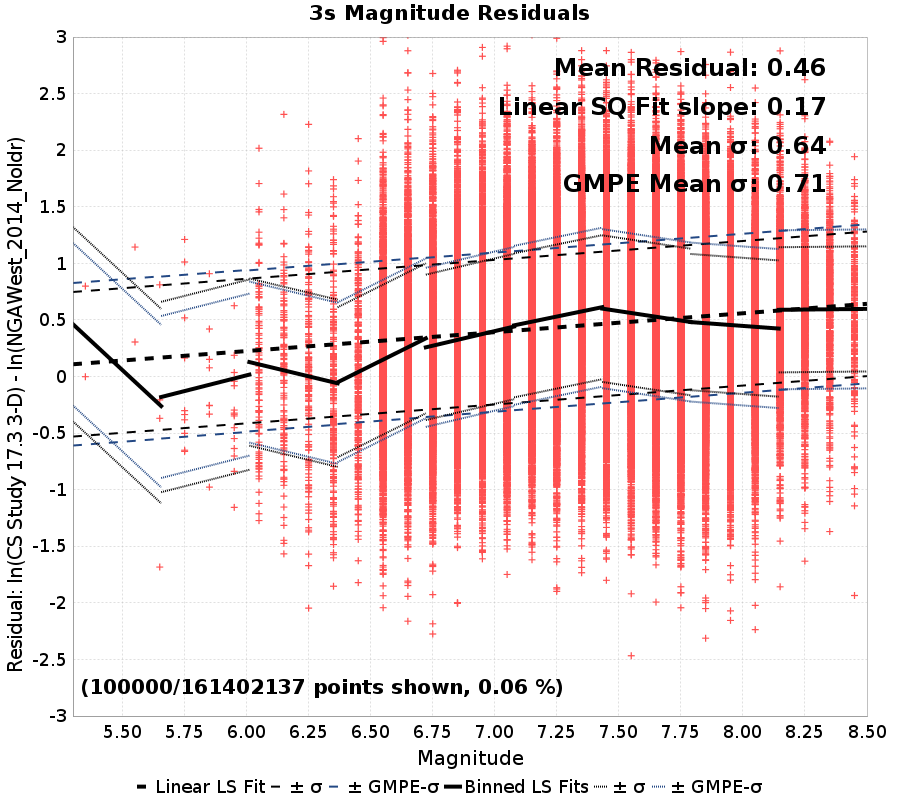 3s Magnitude Residuals
Mean Residual: 0.46
Linear SQ Fit slope: 0.17
Mean σ: 0.64
GMPE Mean σ: 0.71
Residual: ln(CS Study 17.3 3-D) - ln(NGAWest_2014_NoIdr)
3
2.5
2
1.5
1
0.5
0
-0.5
-1
-1.5
-2
-2.5
-3
(100000/161402137 points shown, 0.06 %)
5.50 5.75 6.00 6.25 6.50 6.75 7.00 7.25 7.50 7.75 8.00 8.25 8.50
Magnitude
Linear LS Fit ± σ ± GMPE-σ Binned LS Fits ± σ ± GMPE-σ